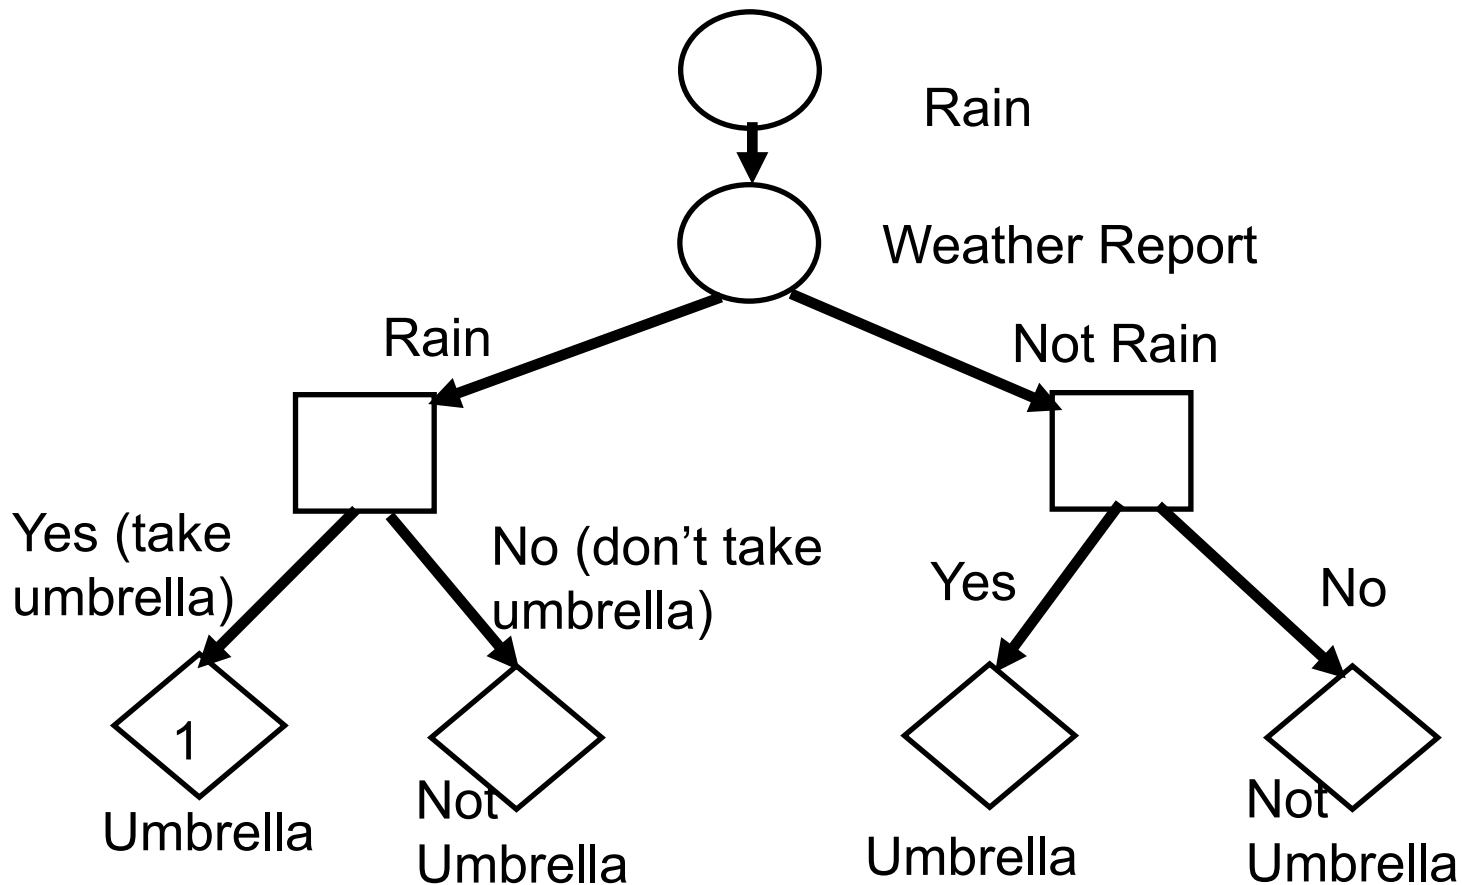 Rain
Weather Report
Rain
Not Rain
Yes (take
umbrella)
No (don’t take
umbrella)
Yes
No
1
Umbrella
Not
Umbrella
Umbrella
Not
Umbrella